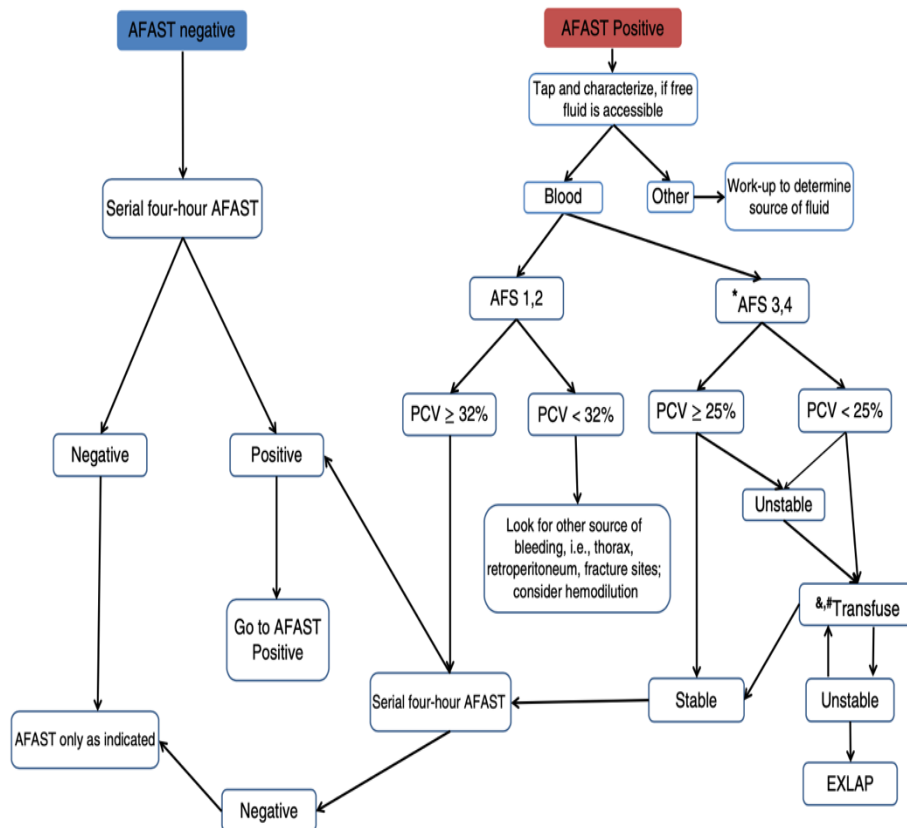 AFAST negative
AFAST Positive
Tap and characterize, if free
fluid is accessible
Blood
Other
Work-up to determine
source of fluid
Serial four-hour AFAST
AFS 1,2
*AFS 3,4
PCV ≥ 32%
PCV < 32%
PCV ≥ 25%
PCV < 25%
Negative
Positive
Unstable
Look for other source of
bleeding, i.e., thorax,
retroperitoneum, fracture sites;
consider hemodilution
Go to AFAST
Positive
&,#Transfuse
Serial four-hour AFAST
Stable
Unstable
AFAST only as indicated
EXLAP
Negative